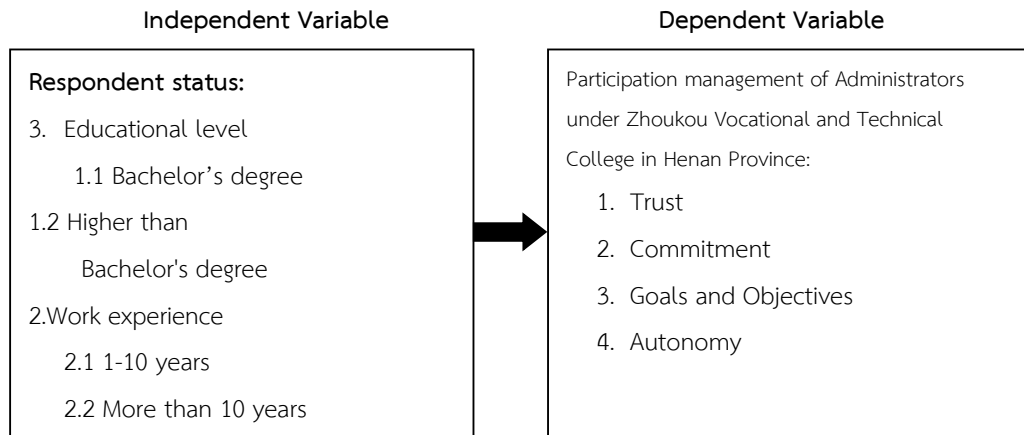 Independent Variable
Respondent status:
3. Educational level
1.1 Bachelor’s degree
1.2 Higher than
Bachelor's degree
2.Work experience
2.1 1-10 years
2.2 More than 10 years
Dependent Variable
Participation management of Administrators
under Zhoukou Vocational and Technical
College in Henan Province:
1. Trust
2. Commitment
3. Goals and Objectives
4. Autonomy